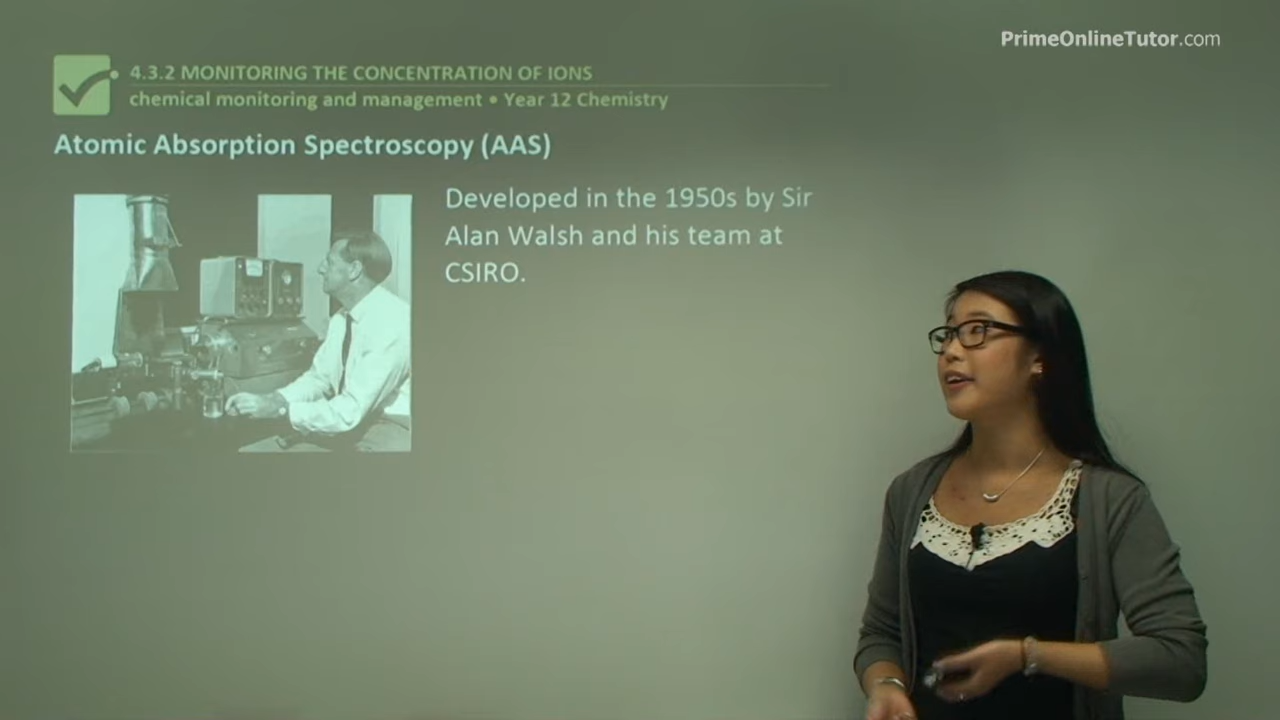 PrimeOnlineTutor.com
4.3.2 MONITORING THE CONCENTRATION OF IONS
chemical monitoring and management • Year 12 Chemistry
Atomic Absorption Spectroscopy (AAS)
Developed in the 1950s by Sir
Alan Walsh and his team at
CSIRO.